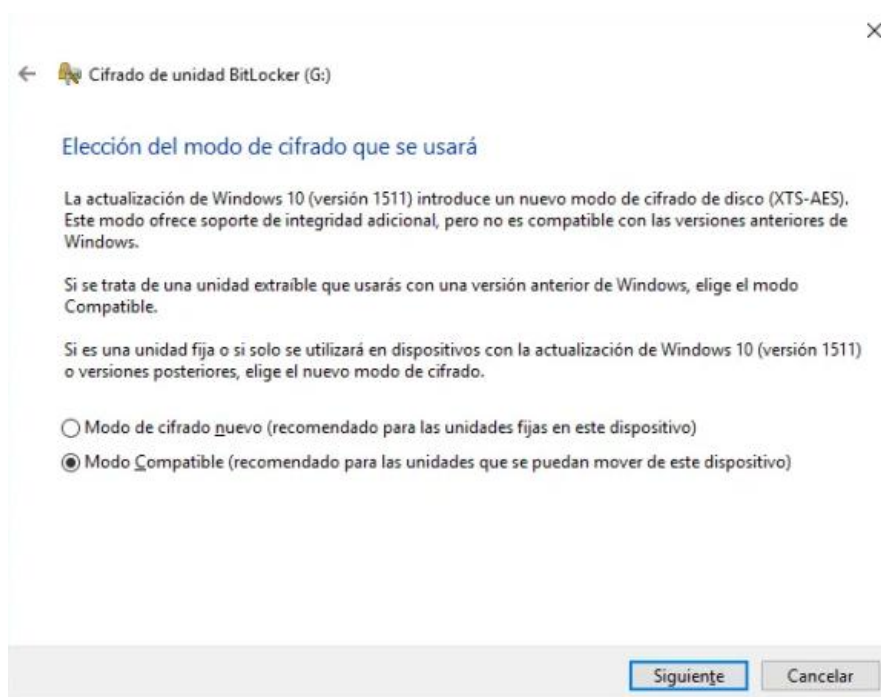 Cifrado de unidad BitLocker (G:)
Elección del modo de cifrado que se usará
La actualización de Windows 10 (versión 1511) introduce un nuevo modo de cifrado de disco (XTS-AES).
Este modo ofrece soporte de integridad adicional, pero no es compatible con las versiones anteriores de
Windows.
Si se trata de una unidad extraíble que usarás con una versión anterior de Windows, elige el modo
Compatible.
Si es una unidad fija o si solo se utilizará en dispositivos con la actualización de Windows 10 (versión 1511)
o versiones posteriores, elige el nuevo modo de cifrado.
Modo de cifrado nuevo (recomendado para las unidades fijas en este dispositivo)
Modo Compatible (recomendado para las unidades que se puedan mover de este dispositivo)
Siguiente Cancelar